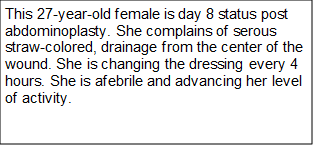 This 27-year-old female is day 8 status post
abdominoplasty. She complains of serous
straw-colored, drainage from the center of the
wound. She is changing the dressing every 4
hours. She is afebrile and advancing her level
of activity.